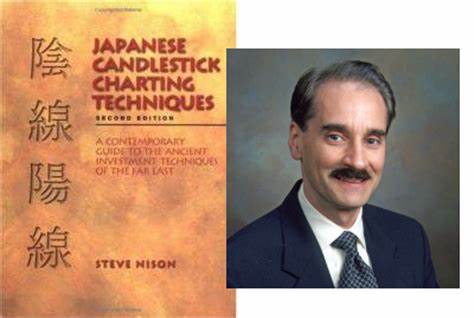 陰
線
陽
線
JAPANESE
CANDLESTICK
CHARTING
TECHNIQUES
SECOND EDITION
A CONTEMPORARY
GUIDE TO THE ANCIENT
INVESTMENT TECHNIQUES
OF THE FAR EAST
STEVE NISON